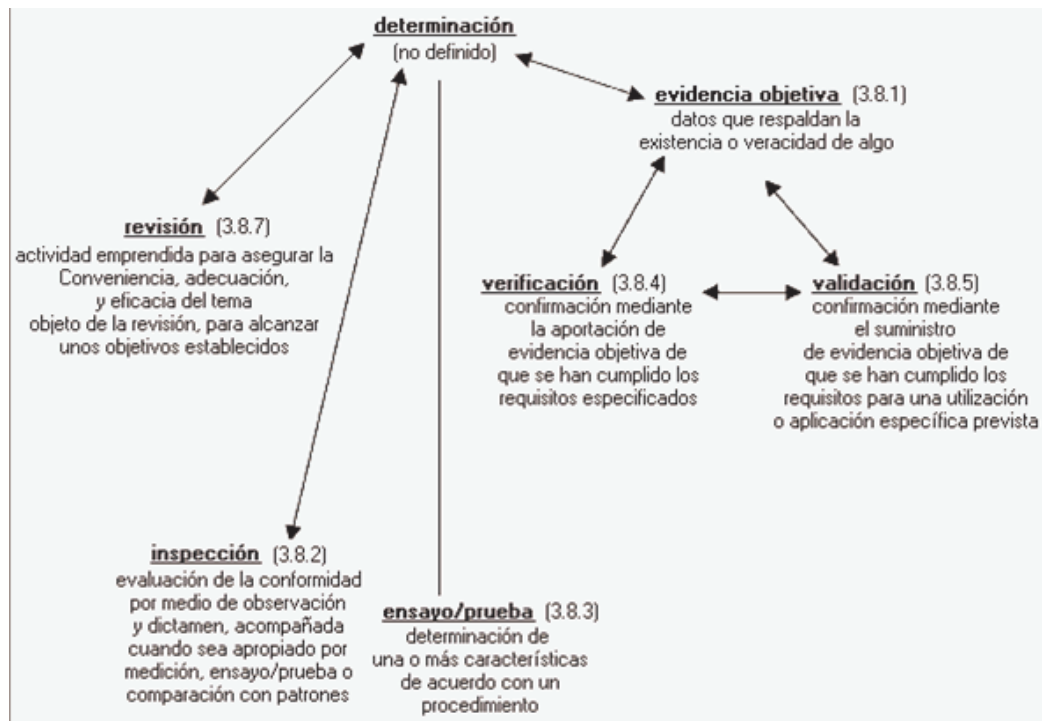 determinación
(no definido)
evidencia objetiva (3.8.1)
datos que respaldan la
existencia o veracidad de algo
revisión (3.8.7)
actividad emprendida para asegurar la
Conveniencia, adecuación,
y eficacia del tema
objeto de la revisión, para alcanzar
unos objetivos establecidos
verificación (3.8.4)
confirmación mediante
la aportación de
evidencia objetiva de
que se han cumplido los
requisitos especificados
validación (3.8.5)
confirmación mediante
el suministro
de evidencia objetiva de
que se han cumplido los
requisitos para una utilización
o aplicación específica prevista
inspección (3.8.2)
evaluación de la conformidad
por medio de observación
y dictamen, acompañada
cuando sea apropiado por
medición, ensayo/prueba o
comparación con patrones
ensayo/prueba (3.8.3)
determinación de
una o más características
de acuerdo con un
procedimiento